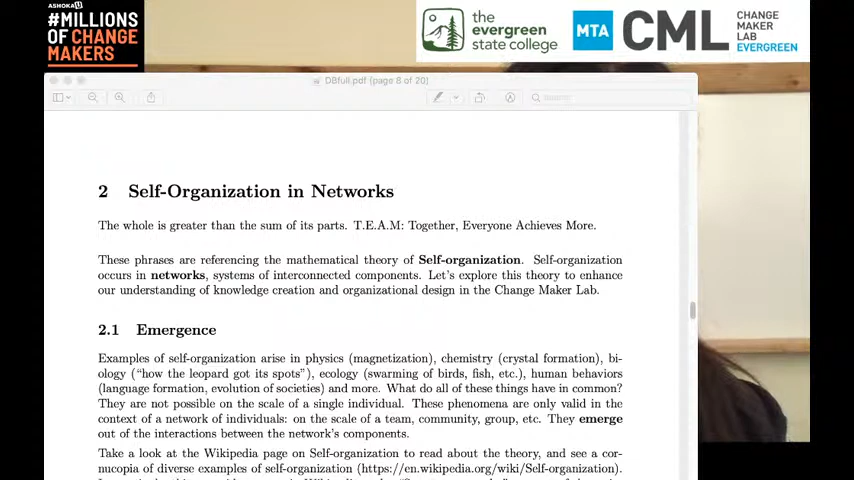 ASHOKA U
#MILLIONS
OF CHANGE
MAKERS
the
evergreen
state college
MTA
CML
CHANGE
MAKER
LAB
EVERGREEN
DBfull.pdf (page 8 of 20)
Search
2 Self-Organization in Networks
The whole is greater than the sum of its parts. T.E.A.M: Together, Everyone Achieves More.
These phrases are referencing the mathematical theory of Self-organization. Self-organization
occurs in networks, systems of interconnected components. Let's explore this theory to enhance
our understanding of knowledge creation and organizational design in the Change Maker Lab.
2.1 Emergence
Examples of self-organization arise in physics (magnetization), chemistry (crystal formation), bi-
ology ("how the leopard got its spots"), ecology (swarming of birds, fish, etc.), human behaviors
(language formation, evolution of societies) and more. What do all of these things have in common?
They are not possible on the scale of a single individual. These phenomena are only valid in the
context of a network of individuals: on the scale of a team, community, group, etc. They emerge
out of the interactions between the network's components.
Take a look at the Wikipedia page on Self-organization to read about the theory, and see a cor-
nucopia of diverse examples of self-organization (https://en.wikipedia.org/wiki/Self-organization).